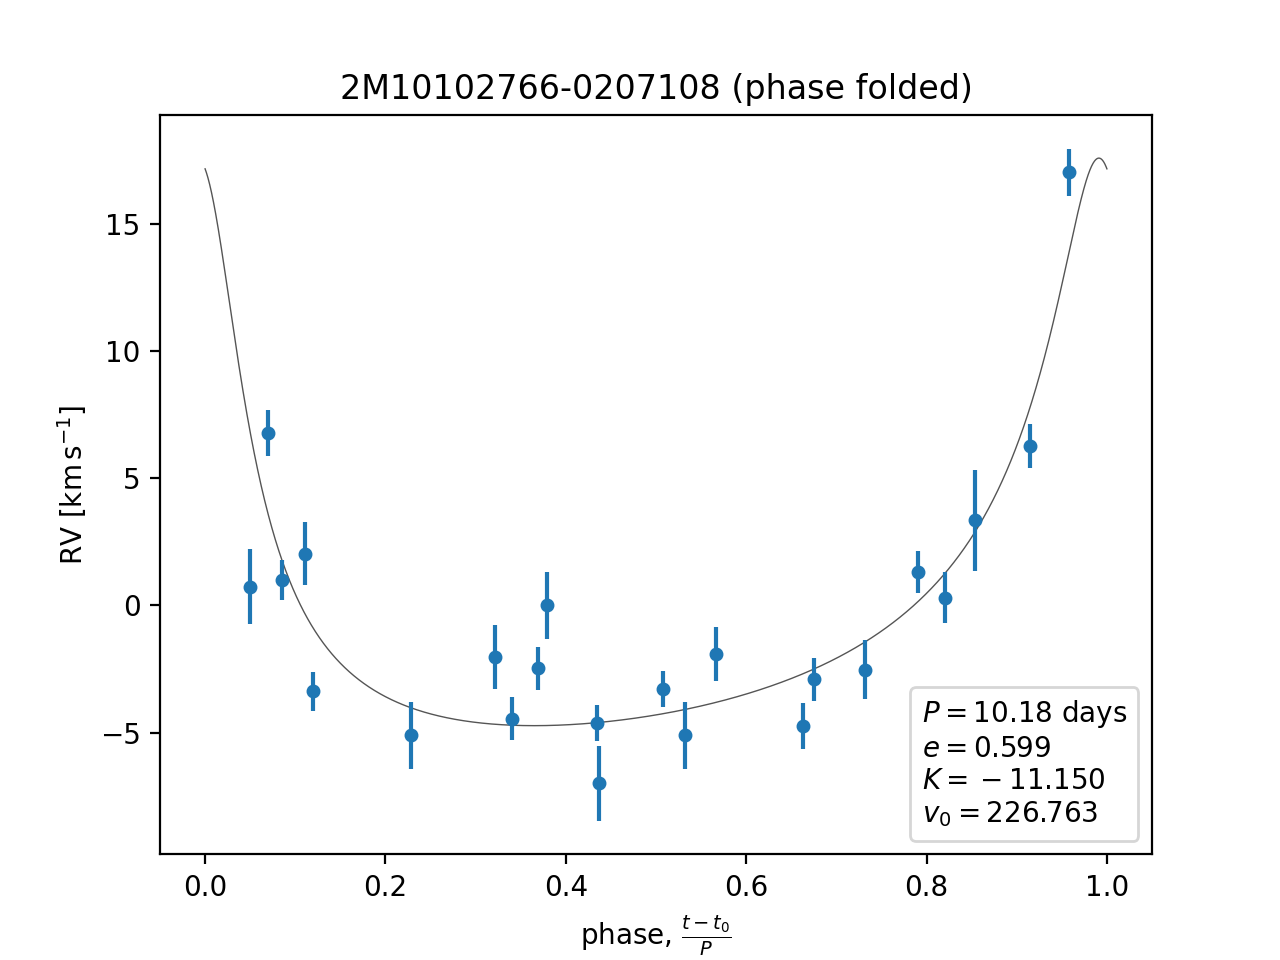 2M10102766-0207108 (phase folded)
RV [km s⁻¹]
15
10
5
0
−5
0.0 0.2 0.4 0.6 0.8 1.0
phase, (t − t₀)/P
P = 10.18 days
e = 0.599
K = − 11.150
v₀ = 226.763